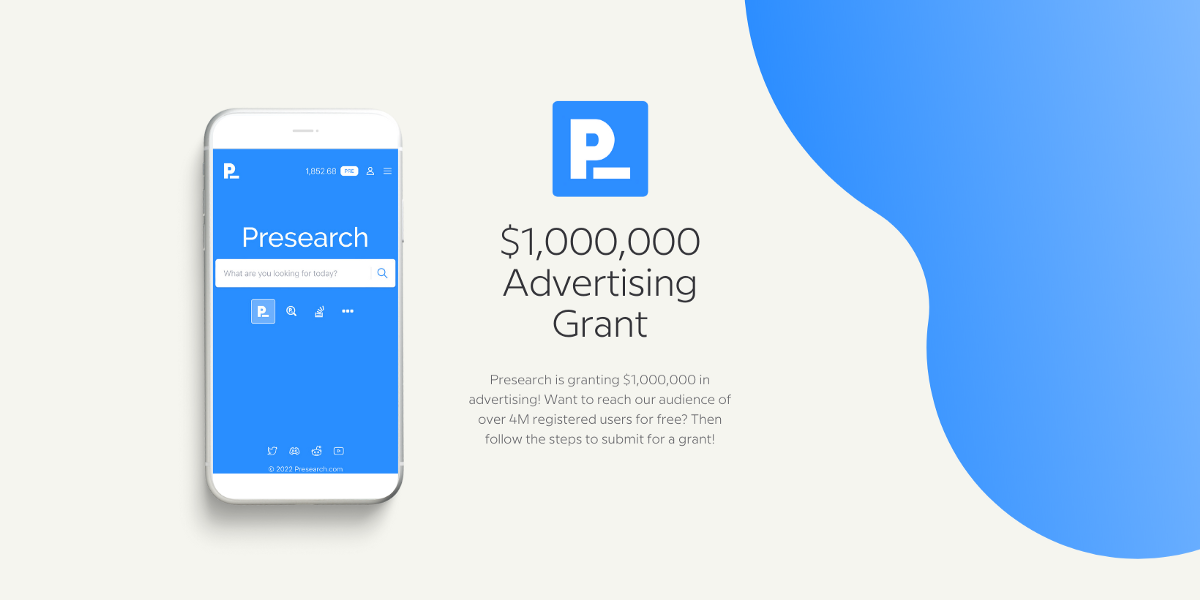 1,852.68 PRE
Presearch
What are you looking for today?
© 2022 Presearch.com
$1,000,000
Advertising
Grant
Presearch is granting $1,000,000 in
advertising! Want to reach our audience of
over 4M registered users for free? Then
follow the steps to submit for a grant!